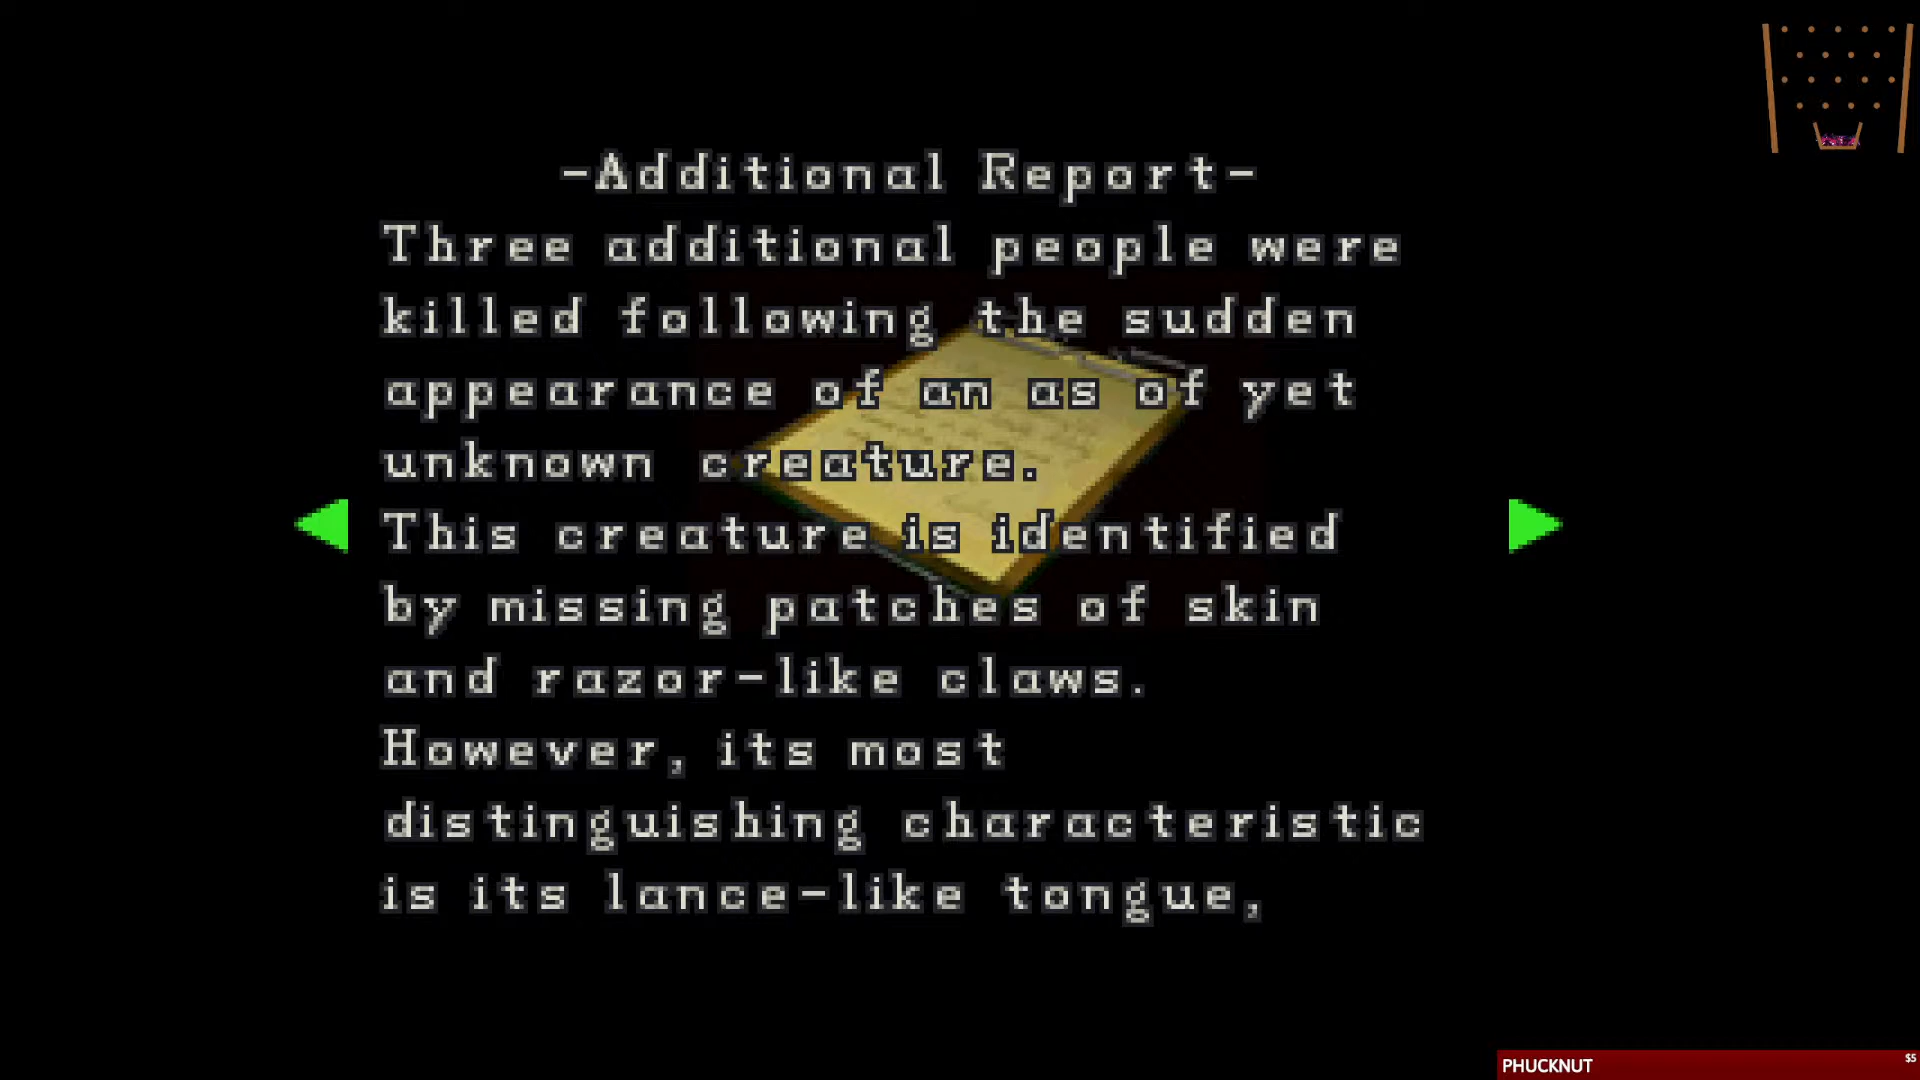 -Additional Report-
Three additional people were
killed following the sudden
appearance of an as of yet
unknown creature.
This creature is identified
by missing patches of skin
and razor-like claws.
However, its most
distinguishing characteristic
is its lance-like tongue,
PHUCKNUT
$5